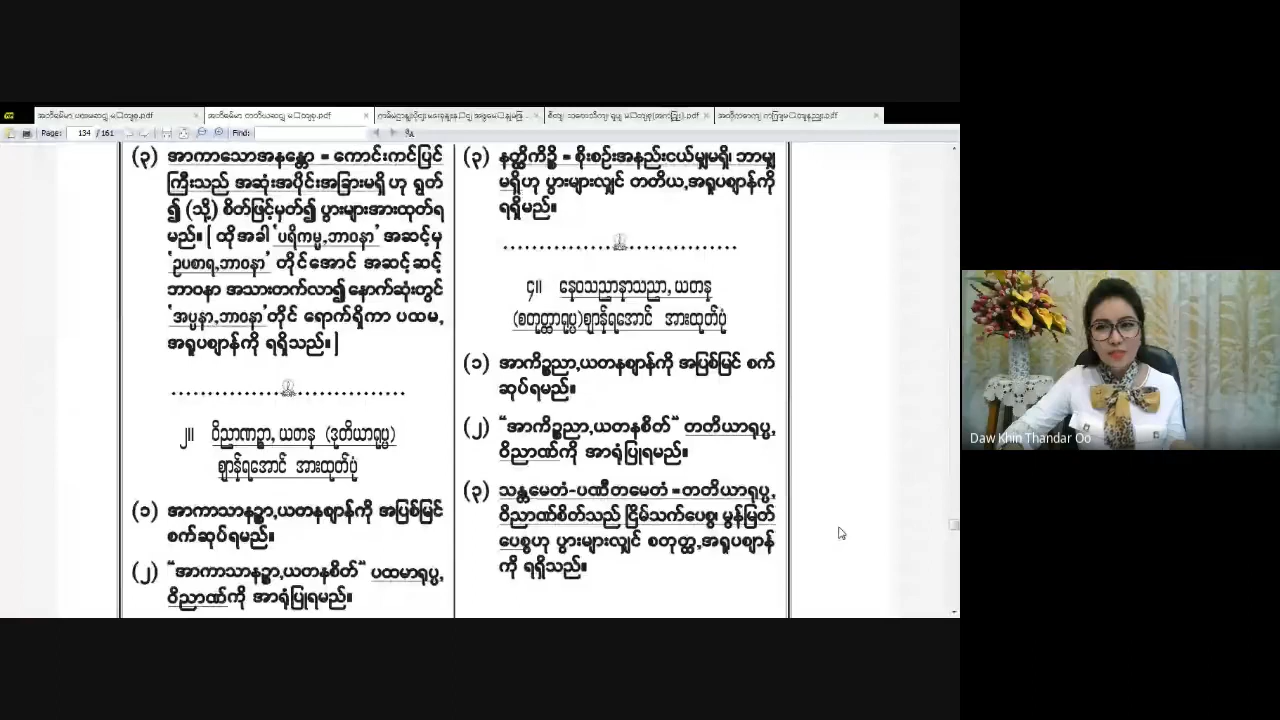 Page: 134 / 161 Find:
(၃) အာကာသောအနန္တော = ကောင်းကင်ပြင်
ကြီးသည် အဆုံးအပိုင်းအခြားမရှိ ဟု ရွတ်
၍ (သို့) စိတ်ဖြင့်မှတ်၍ ပွားများအားထုတ်ရ
မည်။ [ ထိုအခါ ‘ပရိကမ္မ,ဘာဝနာ’ အဆင့်မှ
‘ဥပစာရ,ဘာဝနာ’ တိုင်အောင် အဆင့်ဆင့်
ဘာဝနာ အသားတက်လာ၍ နောက်ဆုံးတွင်
‘အပ္ပနာ,ဘာဝနာ’တိုင် ရောက်ရှိကာ ပထမ,
အရူပဈာန်ကို ရရှိသည်။ ]
၂။ ဝိညာဏဉ္စာ, ယတန (ဒုတိယာရုပ္ပ)
ဈာန်ရအောင် အားထုတ်ပုံ
(၁) အာကာသာနဉ္စာ,ယတနဈာန်ကို အပြစ်မြင်
စက်ဆုပ်ရမည်။
(၂) “အာကာသာနဉ္စာ,ယတနစိတ်” ပထမာရုပ္ပ,
ဝိညာဏ်ကို အာရုံပြုရမည်။
(၃) နတ္ထိကိဉ္စိ = စိုးစဉ်းအနည်းငယ်မျှမရှိ၊ ဘာမျှ
မရှိဟု ပွားများလျှင် တတိယ,အရူပဈာန်ကို
ရရှိမည်။
၄။ နေဝသညာနာသညာ, ယတန
(စတုတ္ထာရုပ္ပ)ဈာန်ရအောင် အားထုတ်ပုံ
(၁) အာကိဉ္စညာ,ယတနဈာန်ကို အပြစ်မြင် စက်
ဆုပ်ရမည်။
(၂) “အာကိဉ္စညာ,ယတနစိတ်” တတိယာရုပ္ပ,
ဝိညာဏ်ကို အာရုံပြုရမည်။
(၃) သန္တမေတံ-ပဏီတမေတံ =တတိယာရုပ္ပ,
ဝိညာဏ်စိတ်သည် ငြိမ်သက်ပေစွ၊ မွန်မြတ်
ပေစွဟု ပွားများလျှင် စတုတ္ထ,အရူပဈာန်
ကို ရရှိသည်။
Daw Khin Thandar Oo